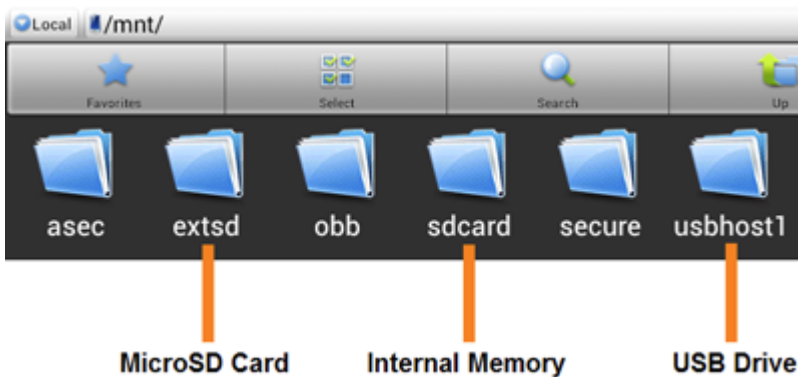 Local /mnt/
Favorites Select Search Up
asec extsd obb sdcard secure usbhost1
MicroSD Card Internal Memory USB Drive